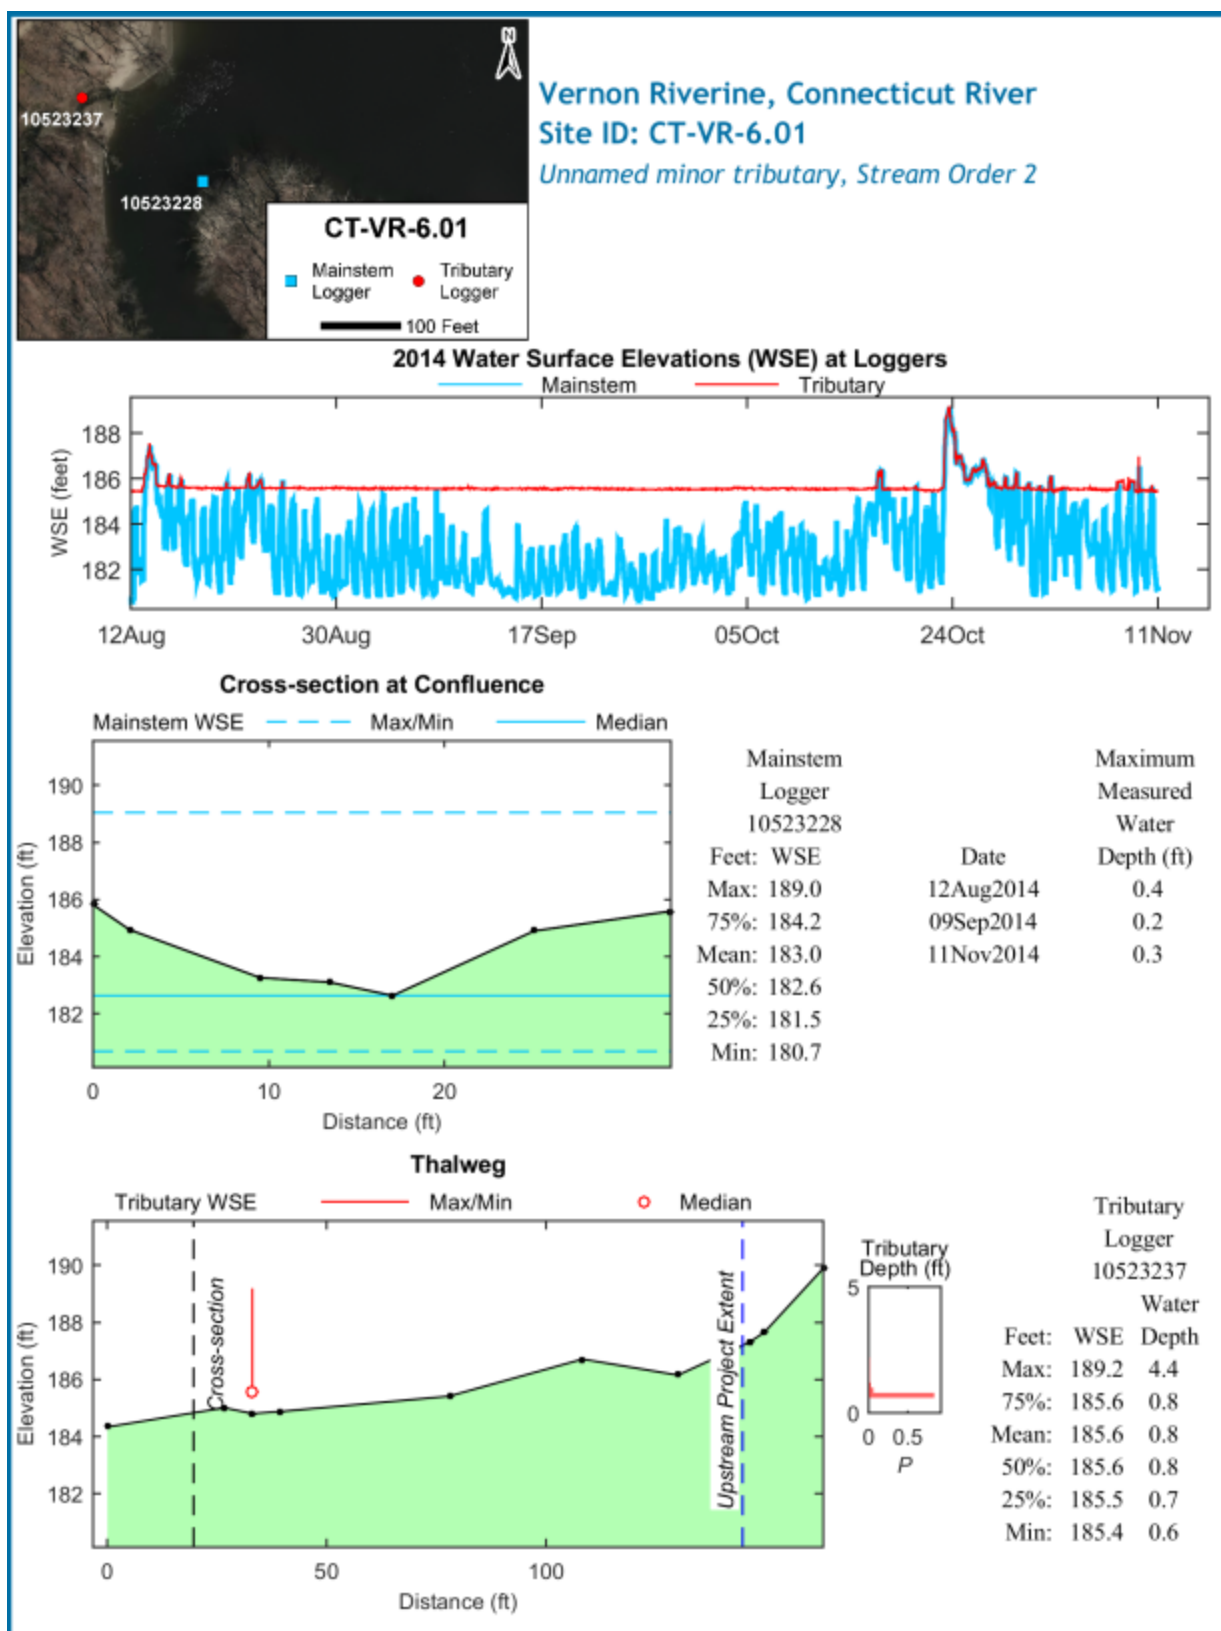 N
10523237
10523228
CT-VR-6.01
Mainstem Logger
Tributary Logger
100 Feet
Vernon Riverine, Connecticut River
Site ID: CT-VR-6.01
Unnamed minor tributary, Stream Order 2
2014 Water Surface Elevations (WSE) at Loggers
Mainstem Tributary
WSE (feet)
188
186
184
182
12Aug 30Aug 17Sep 05Oct 24Oct 11Nov
Cross-section at Confluence
Mainstem WSE Max/Min Median
Elevation (ft)
190
188
186
184
182
0 10 20
Distance (ft)
Mainstem
Logger
10523228
Feet: WSE
Max: 189.0
75%: 184.2
Mean: 183.0
50%: 182.6
25%: 181.5
Min: 180.7
Maximum
Measured
Water
Date Depth (ft)
12Aug2014 0.4
09Sep2014 0.2
11Nov2014 0.3
Thalweg
Tributary WSE Max/Min Median
Elevation (ft)
190
188
186
184
182
Cross-section
Upstream Project Extent
0 50 100
Distance (ft)
Tributary
Depth (ft)
5
0
0 0.5
P
Tributary
Logger
10523237
Water
Feet: WSE Depth
Max: 189.2 4.4
75%: 185.6 0.8
Mean: 185.6 0.8
50%: 185.6 0.8
25%: 185.5 0.7
Min: 185.4 0.6